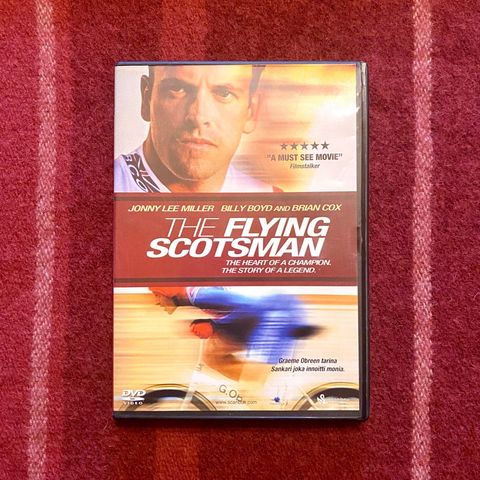 ★★★★★
"A MUST SEE MOVIE"
Filmstalker
JONNY LEE MILLER BILLY BOYD AND BRIAN COX
THE FLYING
SCOTSMAN
THE HEART OF A CHAMPION.
THE STORY OF A LEGEND.
Graeme Obreen tarina
Sankari joka innoitti monia.
DVD
VIDEO